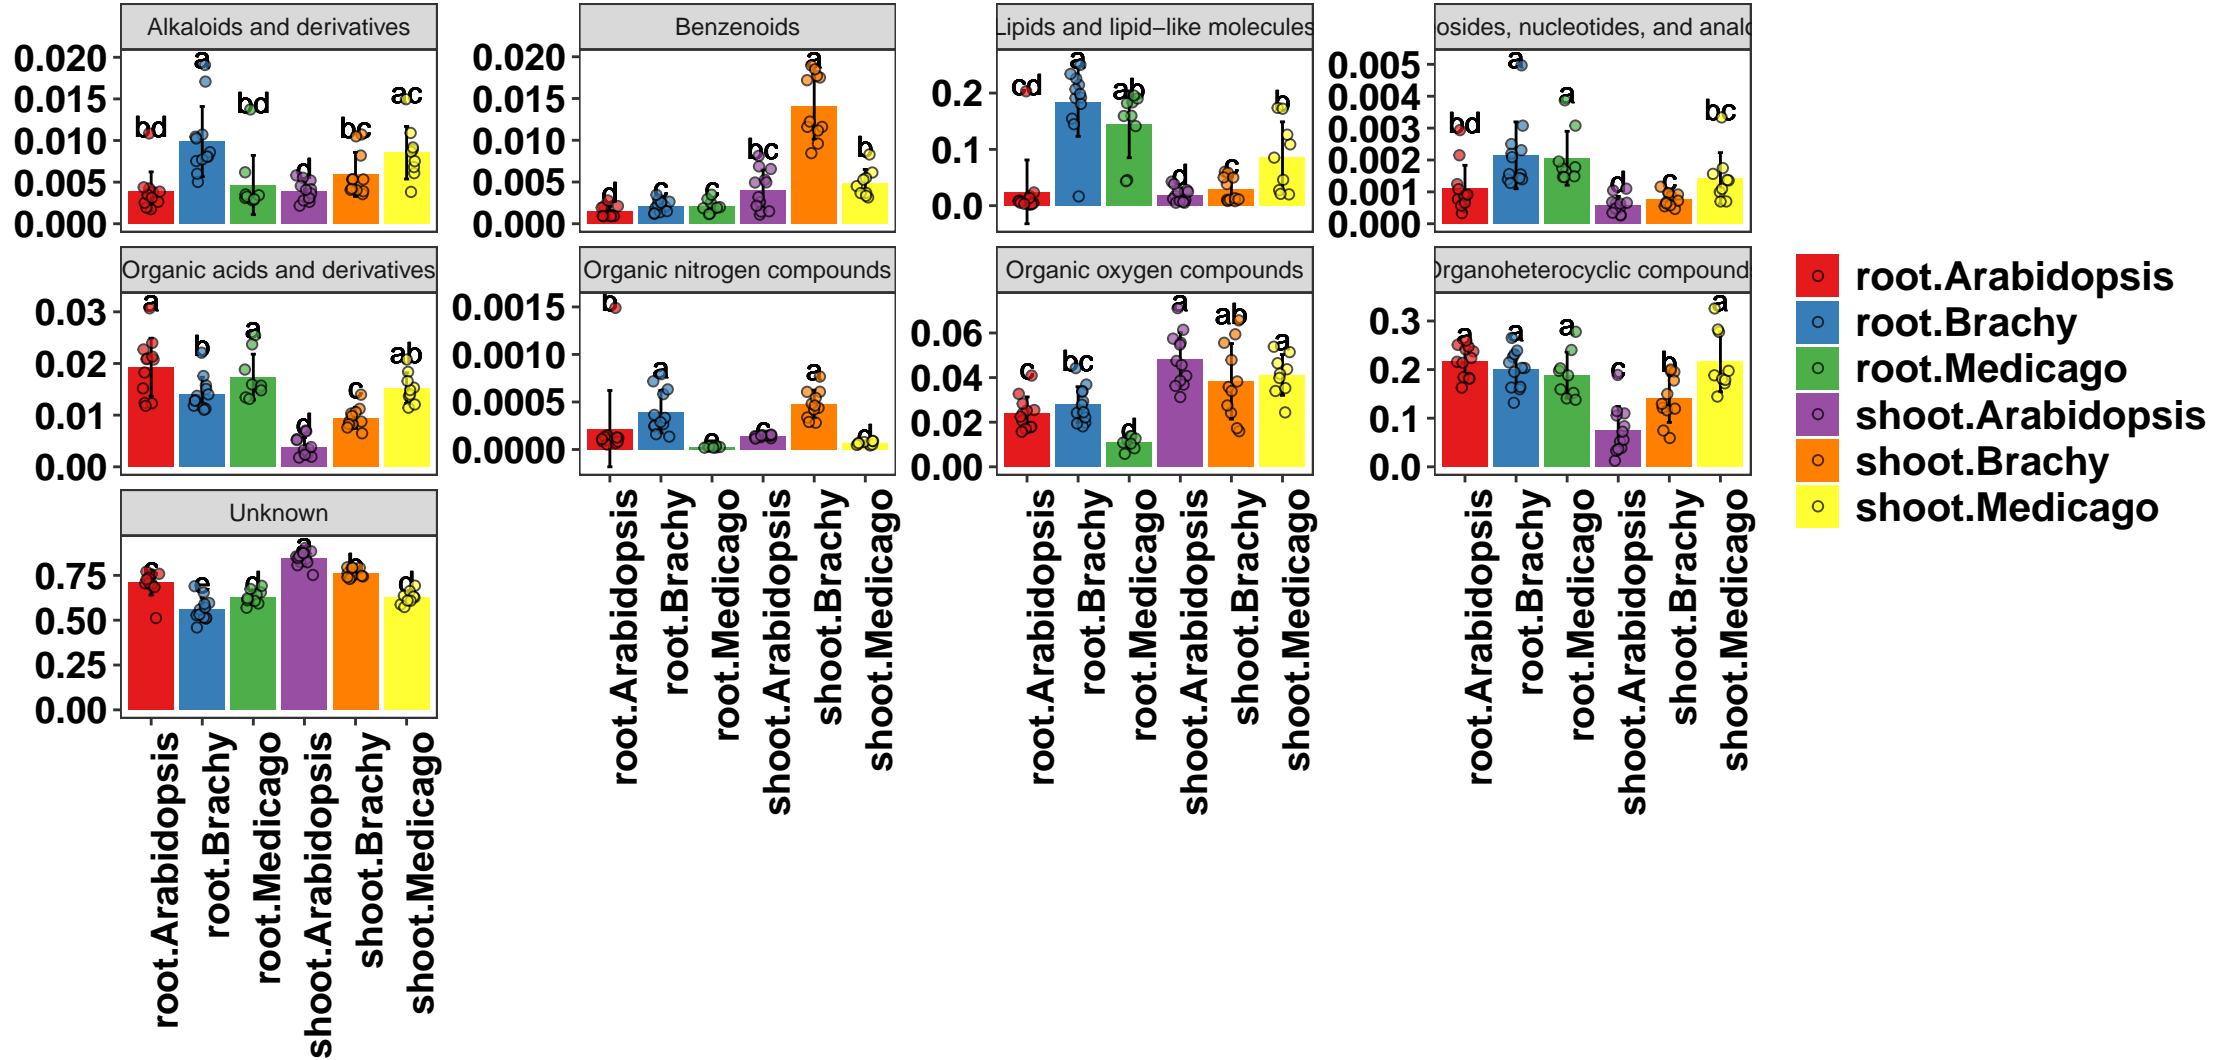 Alkaloids and derivatives
Benzenoids
Lipids and lipid−like molecules
osides, nucleotides, and analo
0.020
0.015
0.010
0.005
0.000
bd
a
bd
d
bc
ac
0.020
0.015
0.010
0.005
0.000
d
c
c
bc
a
b
0.2
0.1
0.0
cd
a
ab
d
c
b
0.005
0.004
0.003
0.002
0.001
0.000
bd
a
a
d
c
bc
Organic acids and derivatives
Organic nitrogen compounds
Organic oxygen compounds
Organoheterocyclic compounds
0.03
0.02
0.01
0.00
a
b
a
d
c
ab
0.0015
0.0010
0.0005
0.0000
b
a
e
c
a
d
0.06
0.04
0.02
0.00
c
bc
d
a
ab
a
0.3
0.2
0.1
0.0
a
a
a
c
b
a
Unknown
0.75
0.50
0.25
0.00
c
e
d
a
b
d
root.Arabidopsis
root.Brachy
root.Medicago
shoot.Arabidopsis
shoot.Brachy
shoot.Medicago
root.Arabidopsis
root.Brachy
root.Medicago
shoot.Arabidopsis
shoot.Brachy
shoot.Medicago
root.Arabidopsis
root.Brachy
root.Medicago
shoot.Arabidopsis
shoot.Brachy
shoot.Medicago
root.Arabidopsis
root.Brachy
root.Medicago
shoot.Arabidopsis
shoot.Brachy
shoot.Medicago
root.Arabidopsis
root.Brachy
root.Medicago
shoot.Arabidopsis
shoot.Brachy
shoot.Medicago